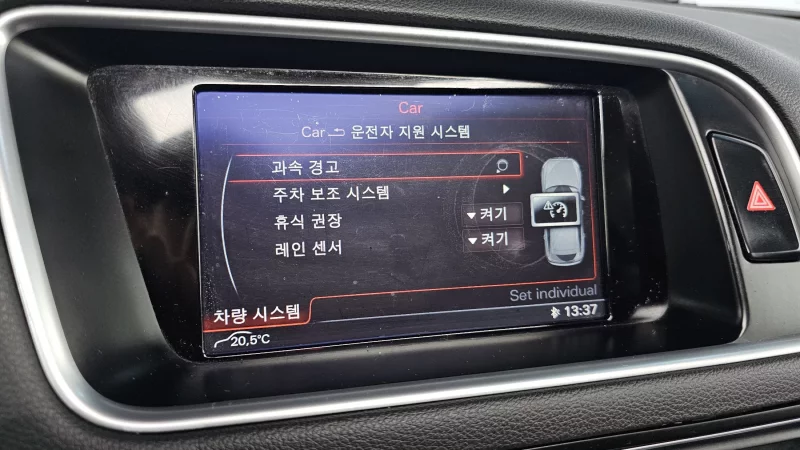 Car
Car 운전자 지원 시스템
과속 경고
주차 보조 시스템
휴식 권장 켜기
레인 센서 켜기
Set individual
차량 시스템
13:37
20,5°C